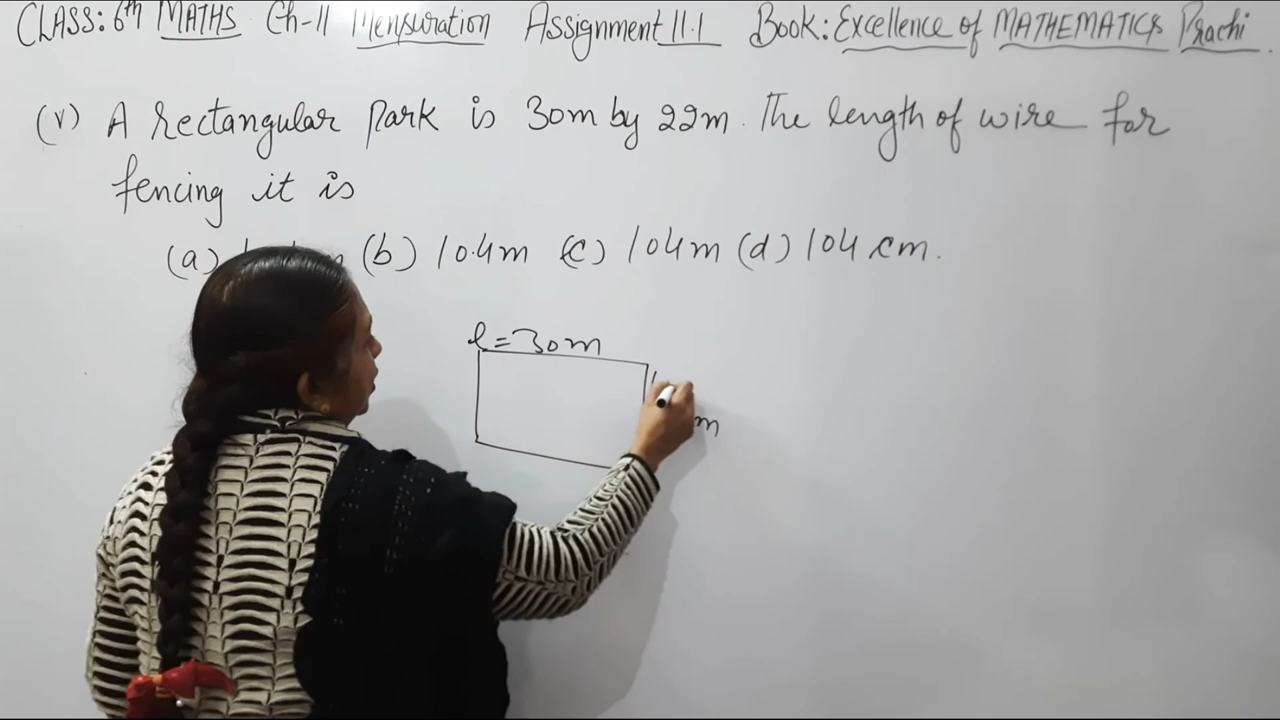 CLASS: 6th MATHS Ch-11 Mensuration Assignment 11.1 Book: Excellence of MATHEMATICS Prachi
(v) A rectangular Park is 30m by 22m. The length of wire for
fencing it is
(a) (b) 10.4m (c) 104m (d) 104 cm.
l = 30m
m